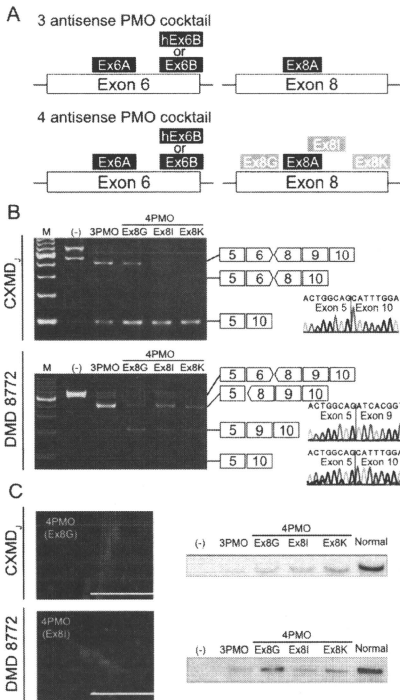 A
3 antisense PMO cocktail
hEx6B
or
Ex6A Ex6B Ex8A
Exon 6 Exon 8
4 antisense PMO cocktail
hEx6B
or
Ex8I
Ex6A Ex6B Ex8G Ex8A Ex8K
Exon 6 Exon 8
B
4PMO
M (-) 3PMO Ex8G Ex8I Ex8K
CXMDJ
5 6 8 9 10
5 6 8 10
5 10
ACTGGCAGCATTTGGA
Exon 5 Exon 10
4PMO
M (-) 3PMO Ex8G Ex8I Ex8K
DMD 8772
5 6 8 9 10
5 8 9 10
5 9 10
5 10
ACTGGCAGATCACGGT
Exon 5 Exon 9
ACTGGCAGCATTTGGA
Exon 5 Exon 10
C
CXMDJ
4PMO
(Ex8G)
4PMO
(-) 3PMO Ex8G Ex8I Ex8K Normal
DMD 8772
4PMO
(Ex8I)
4PMO
(-) 3PMO Ex8G Ex8I Ex8K Normal